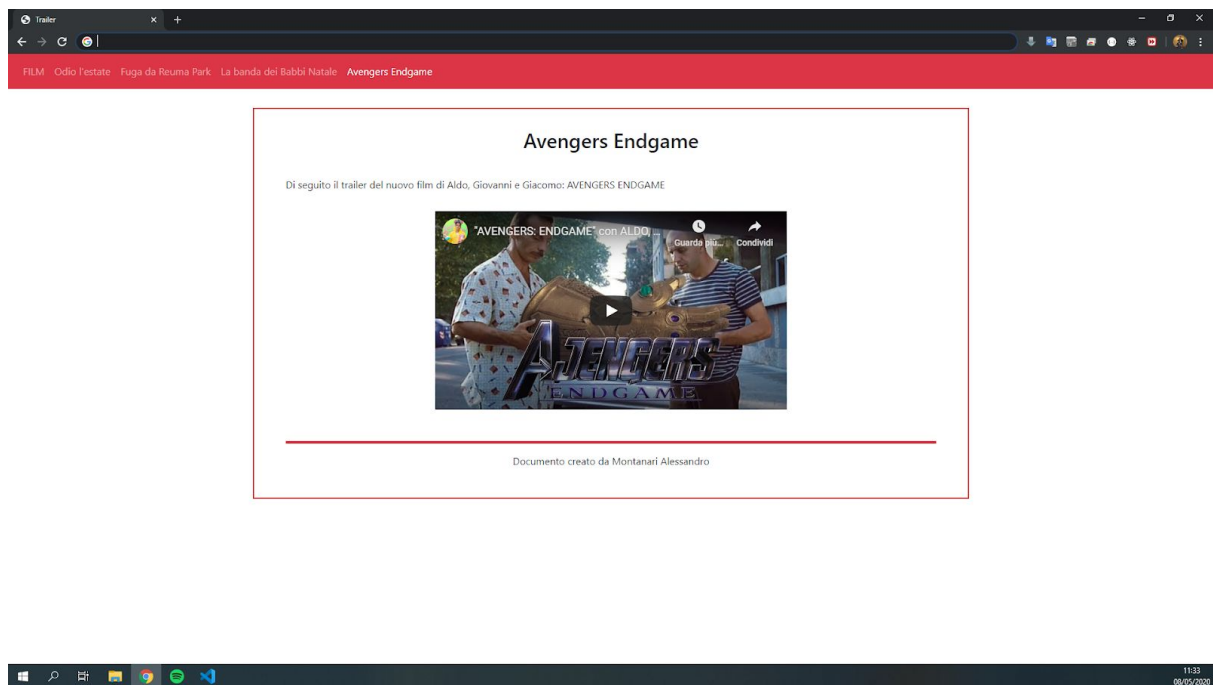 Trailer
FILM Odio l'estate Fuga da Reuma Park La banda dei Babbi Natale Avengers Endgame
Avengers Endgame
Di seguito il trailer del nuovo film di Aldo, Giovanni e Giacomo: AVENGERS ENDGAME
"AVENGERS: ENDGAME" con ALDO, ...
Guarda piu... Condividi
AJENGERS
ENDGAME
Documento creato da Montanari Alessandro
11:33
08/05/2020